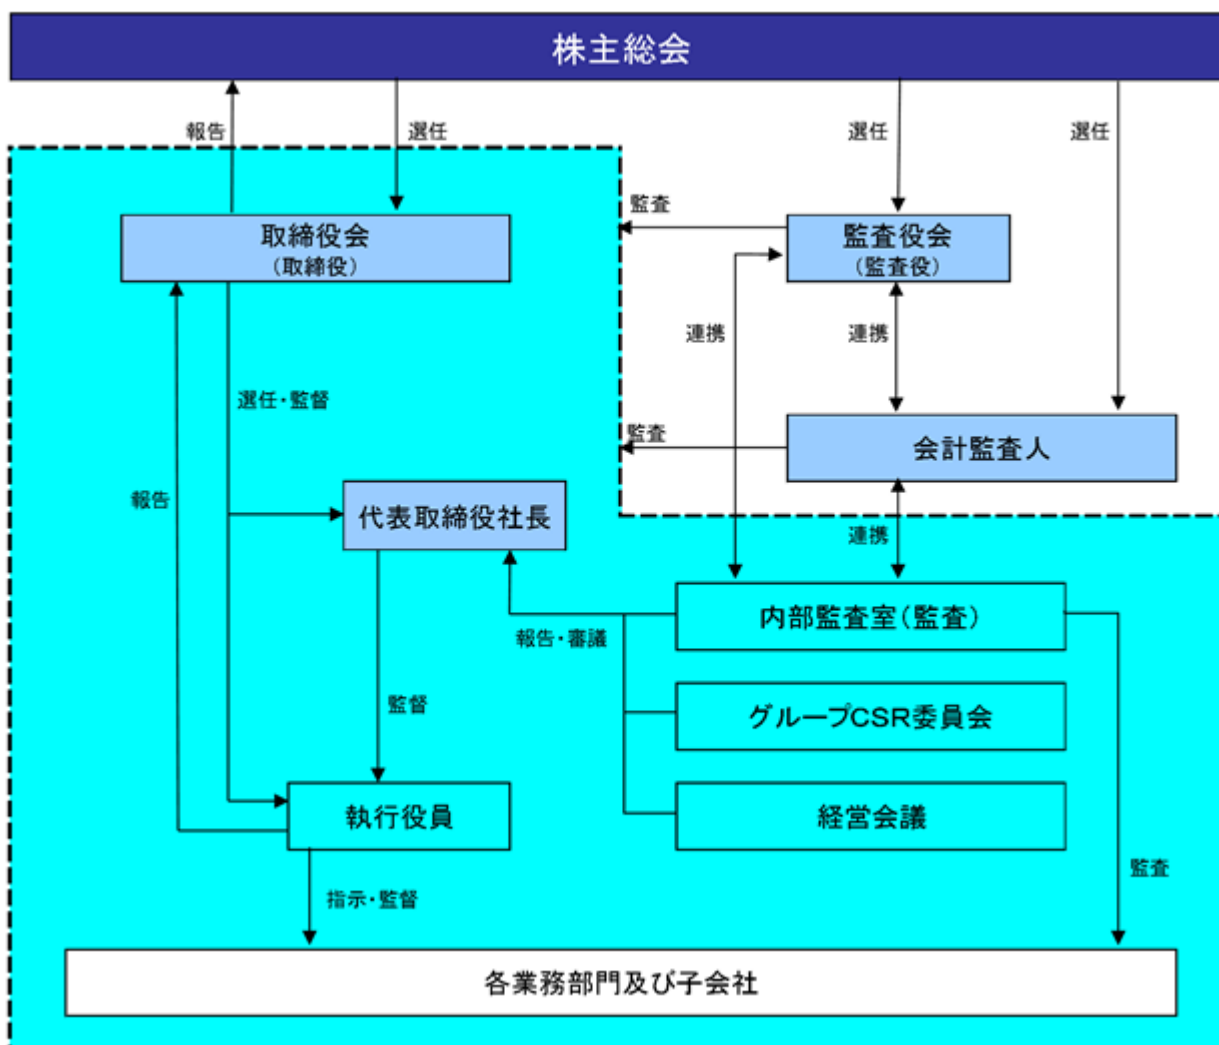 株主総会
報告
選任
選任
選任
取締役会
（取締役）
監査
監査役会
（監査役）
連携
連携
選任・監督
監査
会計監査人
報告
代表取締役社長
連携
内部監査室（監査）
報告・審議
監督
グループCSR委員会
執行役員
経営会議
監査
指示・監督
各業務部門及び子会社